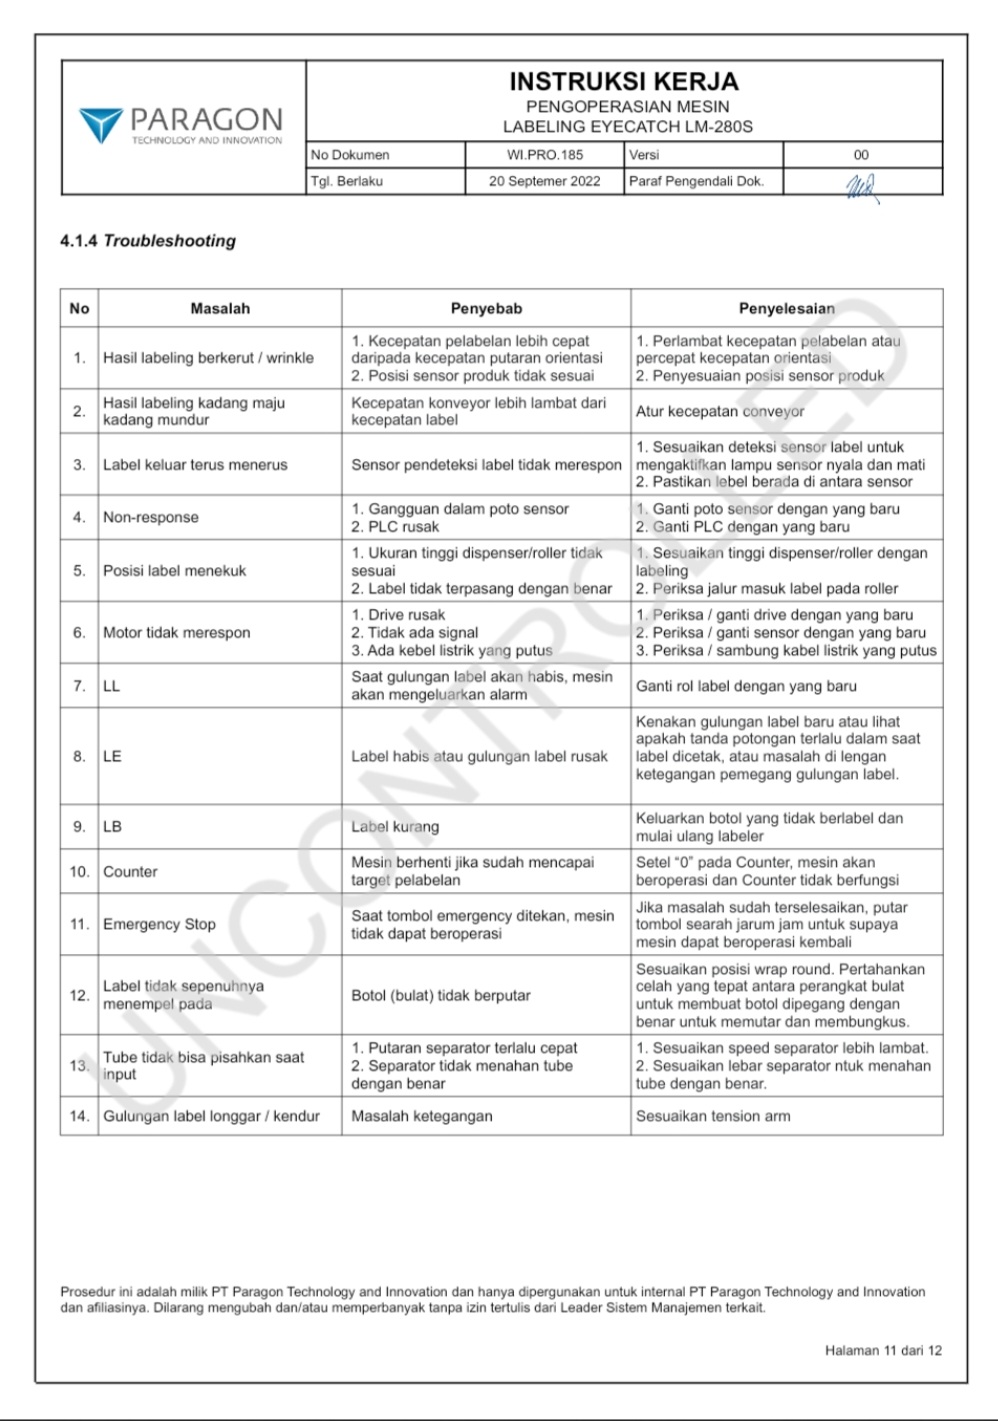 PARAGON
TECHNOLOGY AND INNOVATION
INSTRUKSI KERJA
PENGOPERASIAN MESIN
LABELING EYECATCH LM-280S
No Dokumen WI.PRO.185 Versi 00
Tgl. Berlaku 20 Septemer 2022 Paraf Pengendali Dok.
4.1.4 Troubleshooting
No Masalah Penyebab Penyelesaian
1. Hasil labeling berkerut / wrinkle
1. Kecepatan pelabelan lebih cepat
daripada kecepatan putaran orientasi
2. Posisi sensor produk tidak sesuai
1. Perlambat kecepatan pelabelan atau
percepat kecepatan orientasi
2. Penyesuaian posisi sensor produk
2. Hasil labeling kadang maju
kadang mundur
Kecepatan konveyor lebih lambat dari
kecepatan label
Atur kecepatan conveyor
3. Label keluar terus menerus
Sensor pendeteksi label tidak merespon
1. Sesuaikan deteksi sensor label untuk
mengaktifkan lampu sensor nyala dan mati
2. Pastikan lebel berada di antara sensor
4. Non-response
1. Gangguan dalam poto sensor
2. PLC rusak
1. Ganti poto sensor dengan yang baru
2. Ganti PLC dengan yang baru
5. Posisi label menekuk
1. Ukuran tinggi dispenser/roller tidak
sesuai
2. Label tidak terpasang dengan benar
1. Sesuaikan tinggi dispenser/roller dengan
labeling
2. Periksa jalur masuk label pada roller
6. Motor tidak merespon
1. Drive rusak
2. Tidak ada signal
3. Ada kebel listrik yang putus
1. Periksa / ganti drive dengan yang baru
2. Periksa / ganti sensor dengan yang baru
3. Periksa / sambung kabel listrik yang putus
7. LL
Saat gulungan label akan habis, mesin
akan mengeluarkan alarm
Ganti rol label dengan yang baru
8. LE
Label habis atau gulungan label rusak
Kenakan gulungan label baru atau lihat
apakah tanda potongan terlalu dalam saat
label dicetak, atau masalah di lengan
ketegangan pemegang gulungan label.
9. LB
Label kurang
Keluarkan botol yang tidak berlabel dan
mulai ulang labeler
10. Counter
Mesin berhenti jika sudah mencapai
target pelabelan
Setel “0” pada Counter, mesin akan
beroperasi dan Counter tidak berfungsi
11. Emergency Stop
Saat tombol emergency ditekan, mesin
tidak dapat beroperasi
Jika masalah sudah terselesaikan, putar
tombol searah jarum jam untuk supaya
mesin dapat beroperasi kembali
12. Label tidak sepenuhnya
menempel pada
Botol (bulat) tidak berputar
Sesuaikan posisi wrap round. Pertahankan
celah yang tepat antara perangkat bulat
untuk membuat botol dipegang dengan
benar untuk memutar dan membungkus.
13. Tube tidak bisa pisahkan saat
input
1. Putaran separator terlalu cepat
2. Separator tidak menahan tube
dengan benar
1. Sesuaikan speed separator lebih lambat.
2. Sesuaikan lebar separator ntuk menahan
tube dengan benar.
14. Gulungan label longgar / kendur
Masalah ketegangan
Sesuaikan tension arm
UNCONTROLLED
Prosedur ini adalah milik PT Paragon Technology and Innovation dan hanya dipergunakan untuk internal PT Paragon Technology and Innovation
dan afiliasinya. Dilarang mengubah dan/atau memperbanyak tanpa izin tertulis dari Leader Sistem Manajemen terkait.
Halaman 11 dari 12